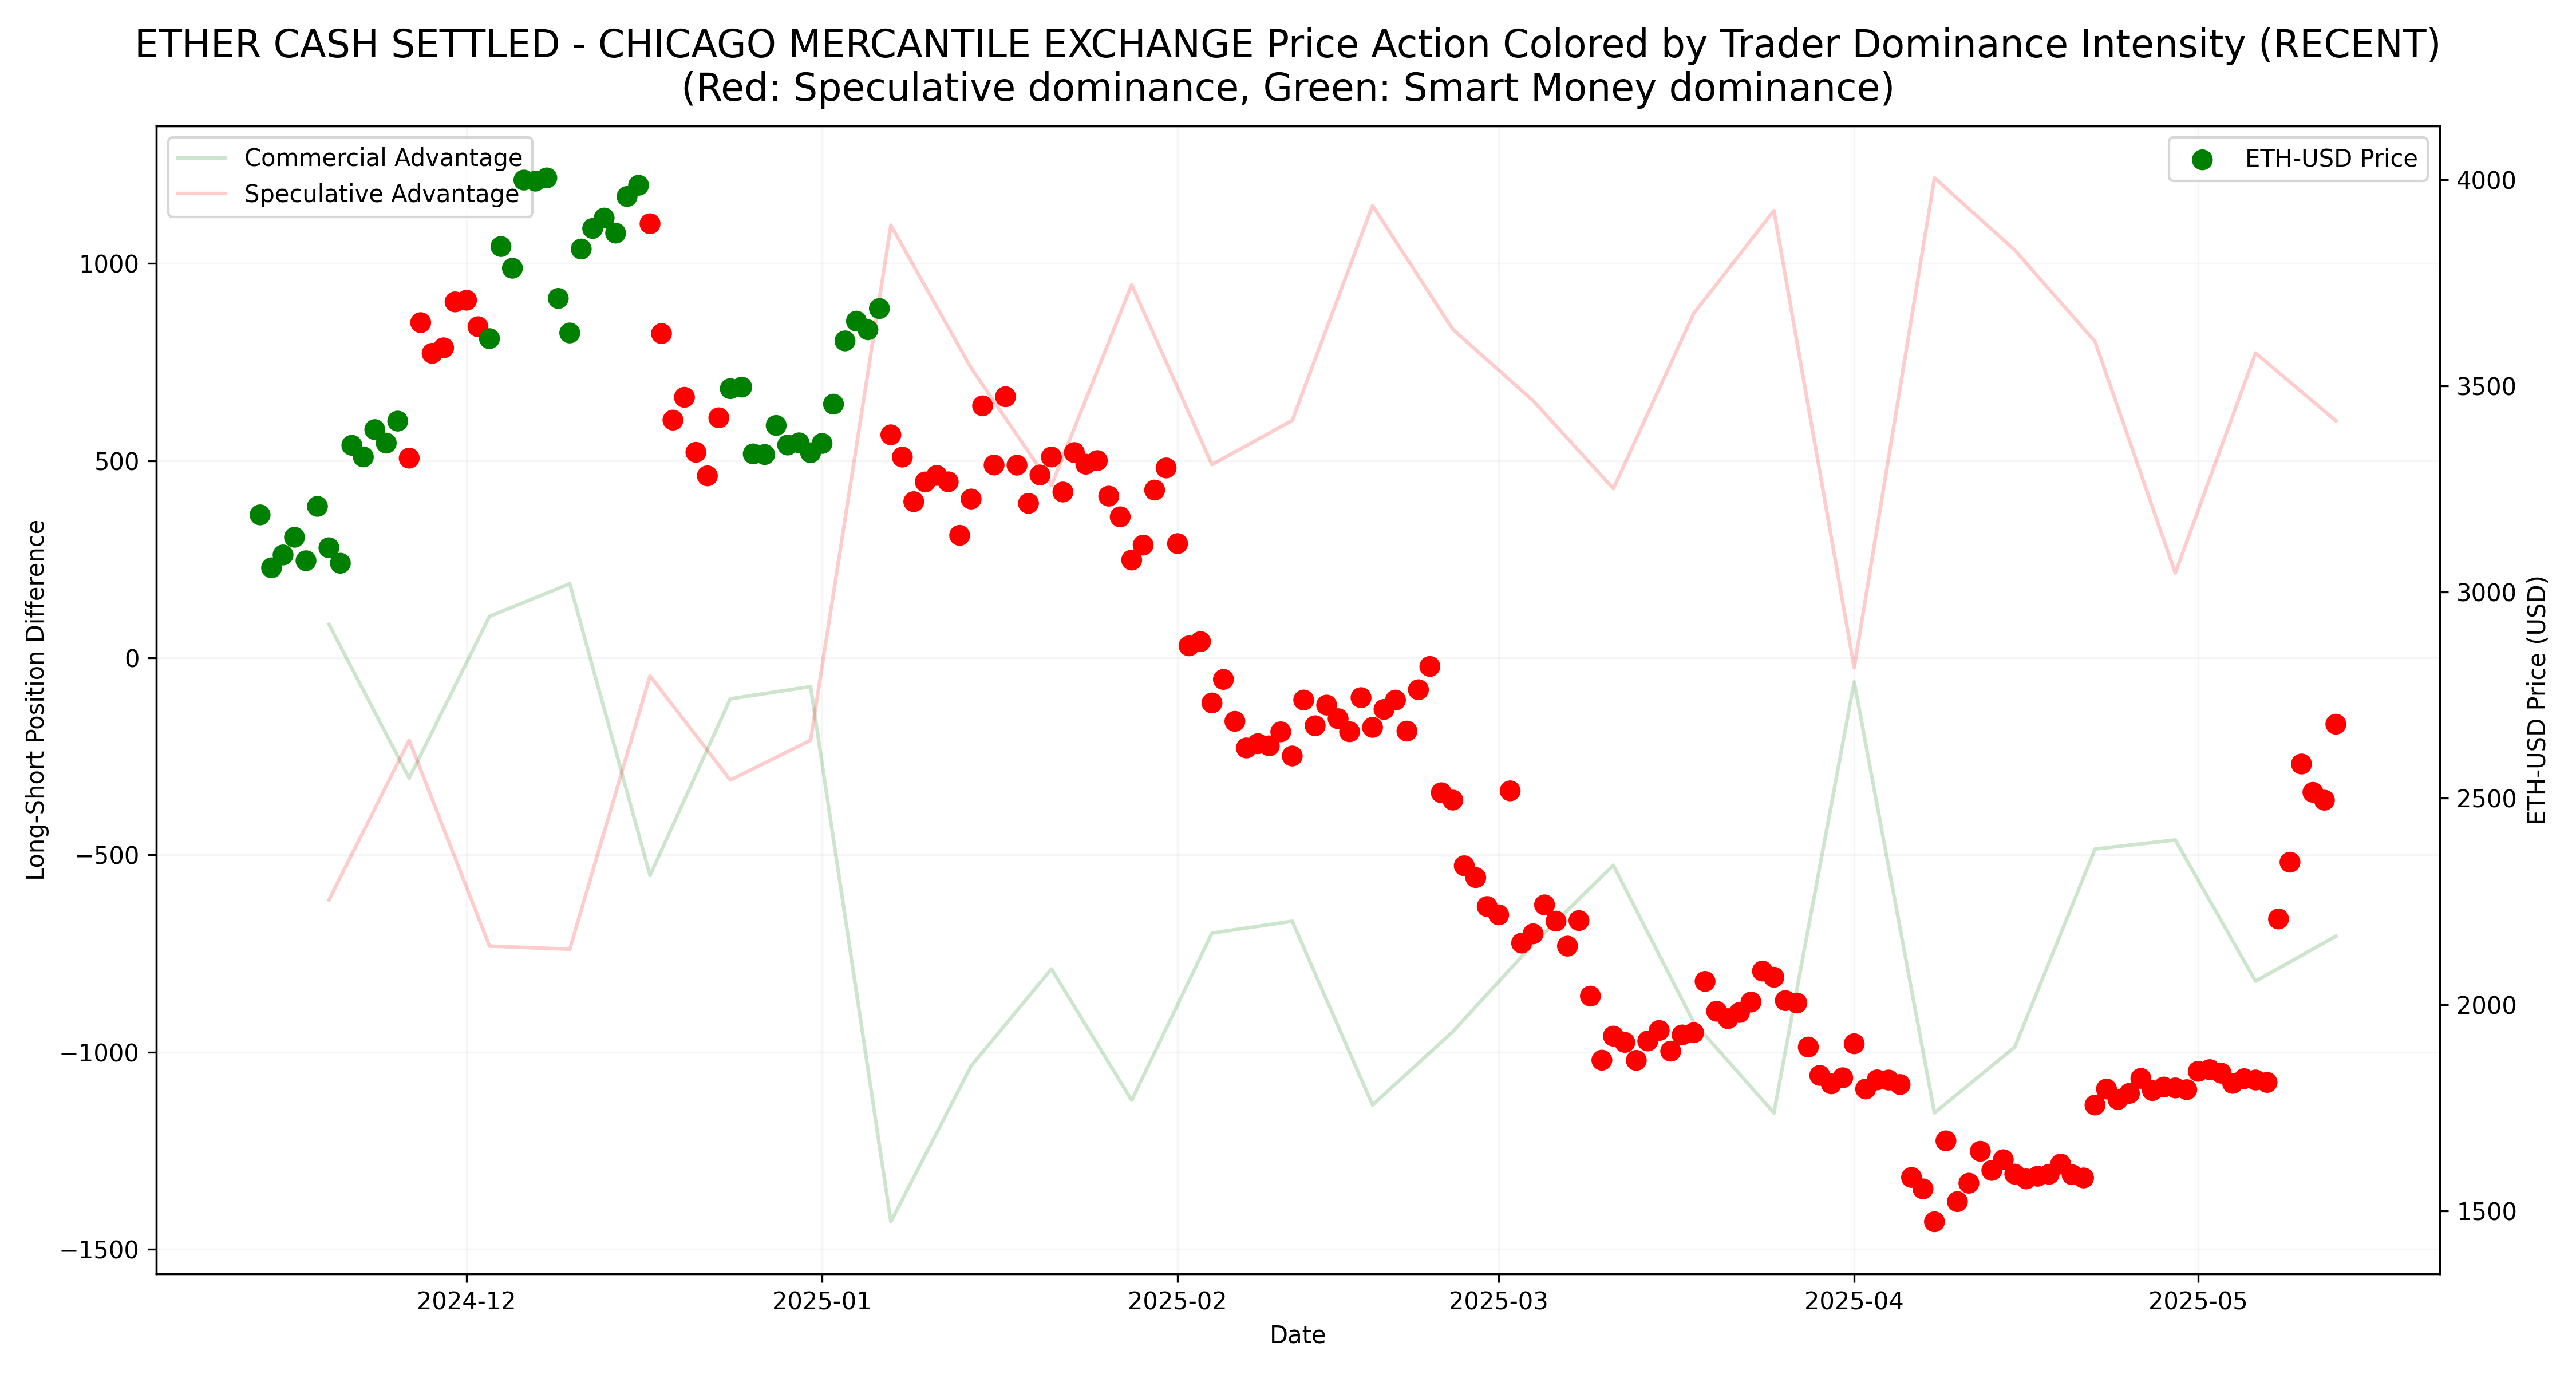 ETHER CASH SETTLED - CHICAGO MERCANTILE EXCHANGE Price Action Colored by Trader Dominance Intensity (RECENT)
(Red: Speculative dominance, Green: Smart Money dominance)
Commercial Advantage
Speculative Advantage
ETH-USD Price
Long-Short Position Difference
1000
500
0
−500
−1000
−1500
4000
3500
3000
2500
2000
1500
ETH-USD Price (USD)
2024-12
2025-01
2025-02
2025-03
2025-04
2025-05
Date